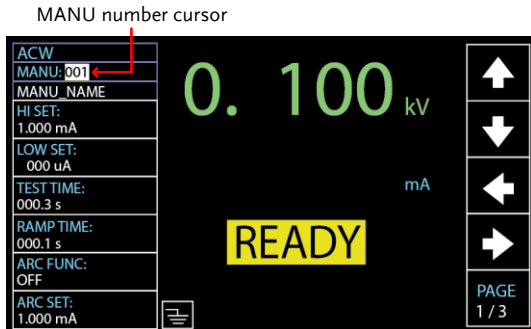 MANU number cursor
ACW
MANU: 001
MANU_NAME
HI SET:
1.000 mA
LOW SET:
000 uA
TEST TIME:
000.3 s
RAMP TIME:
000.1 s
ARC FUNC:
OFF
ARC SET:
1.000 mA
0. 100 kV
mA
READY
PAGE
1 / 3